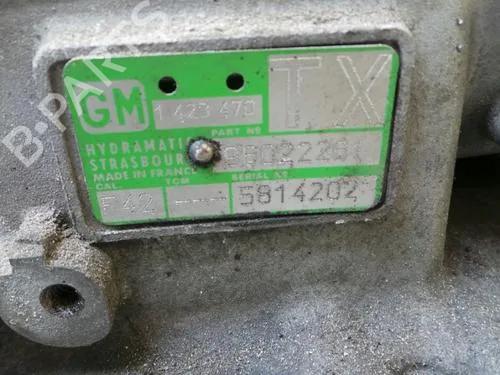 GM 1 423 470 TX
PART Nº
HYDRAMATIC
STRASBOURG
MADE IN FRANCE
CAL. TCM SERIAL Nº
F42 --- 5814202
B-PARTS